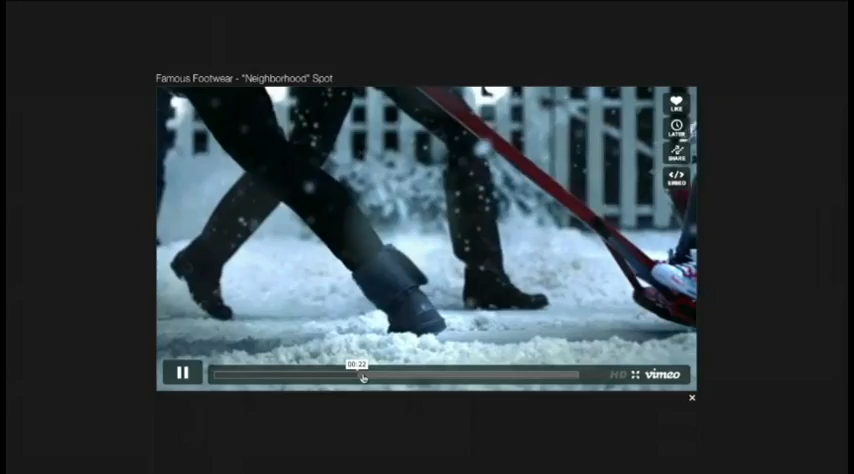 Famous Footwear - "Neighborhood" Spot
LIKE
LATER
SHARE
EMBED
00:22
HD vimeo